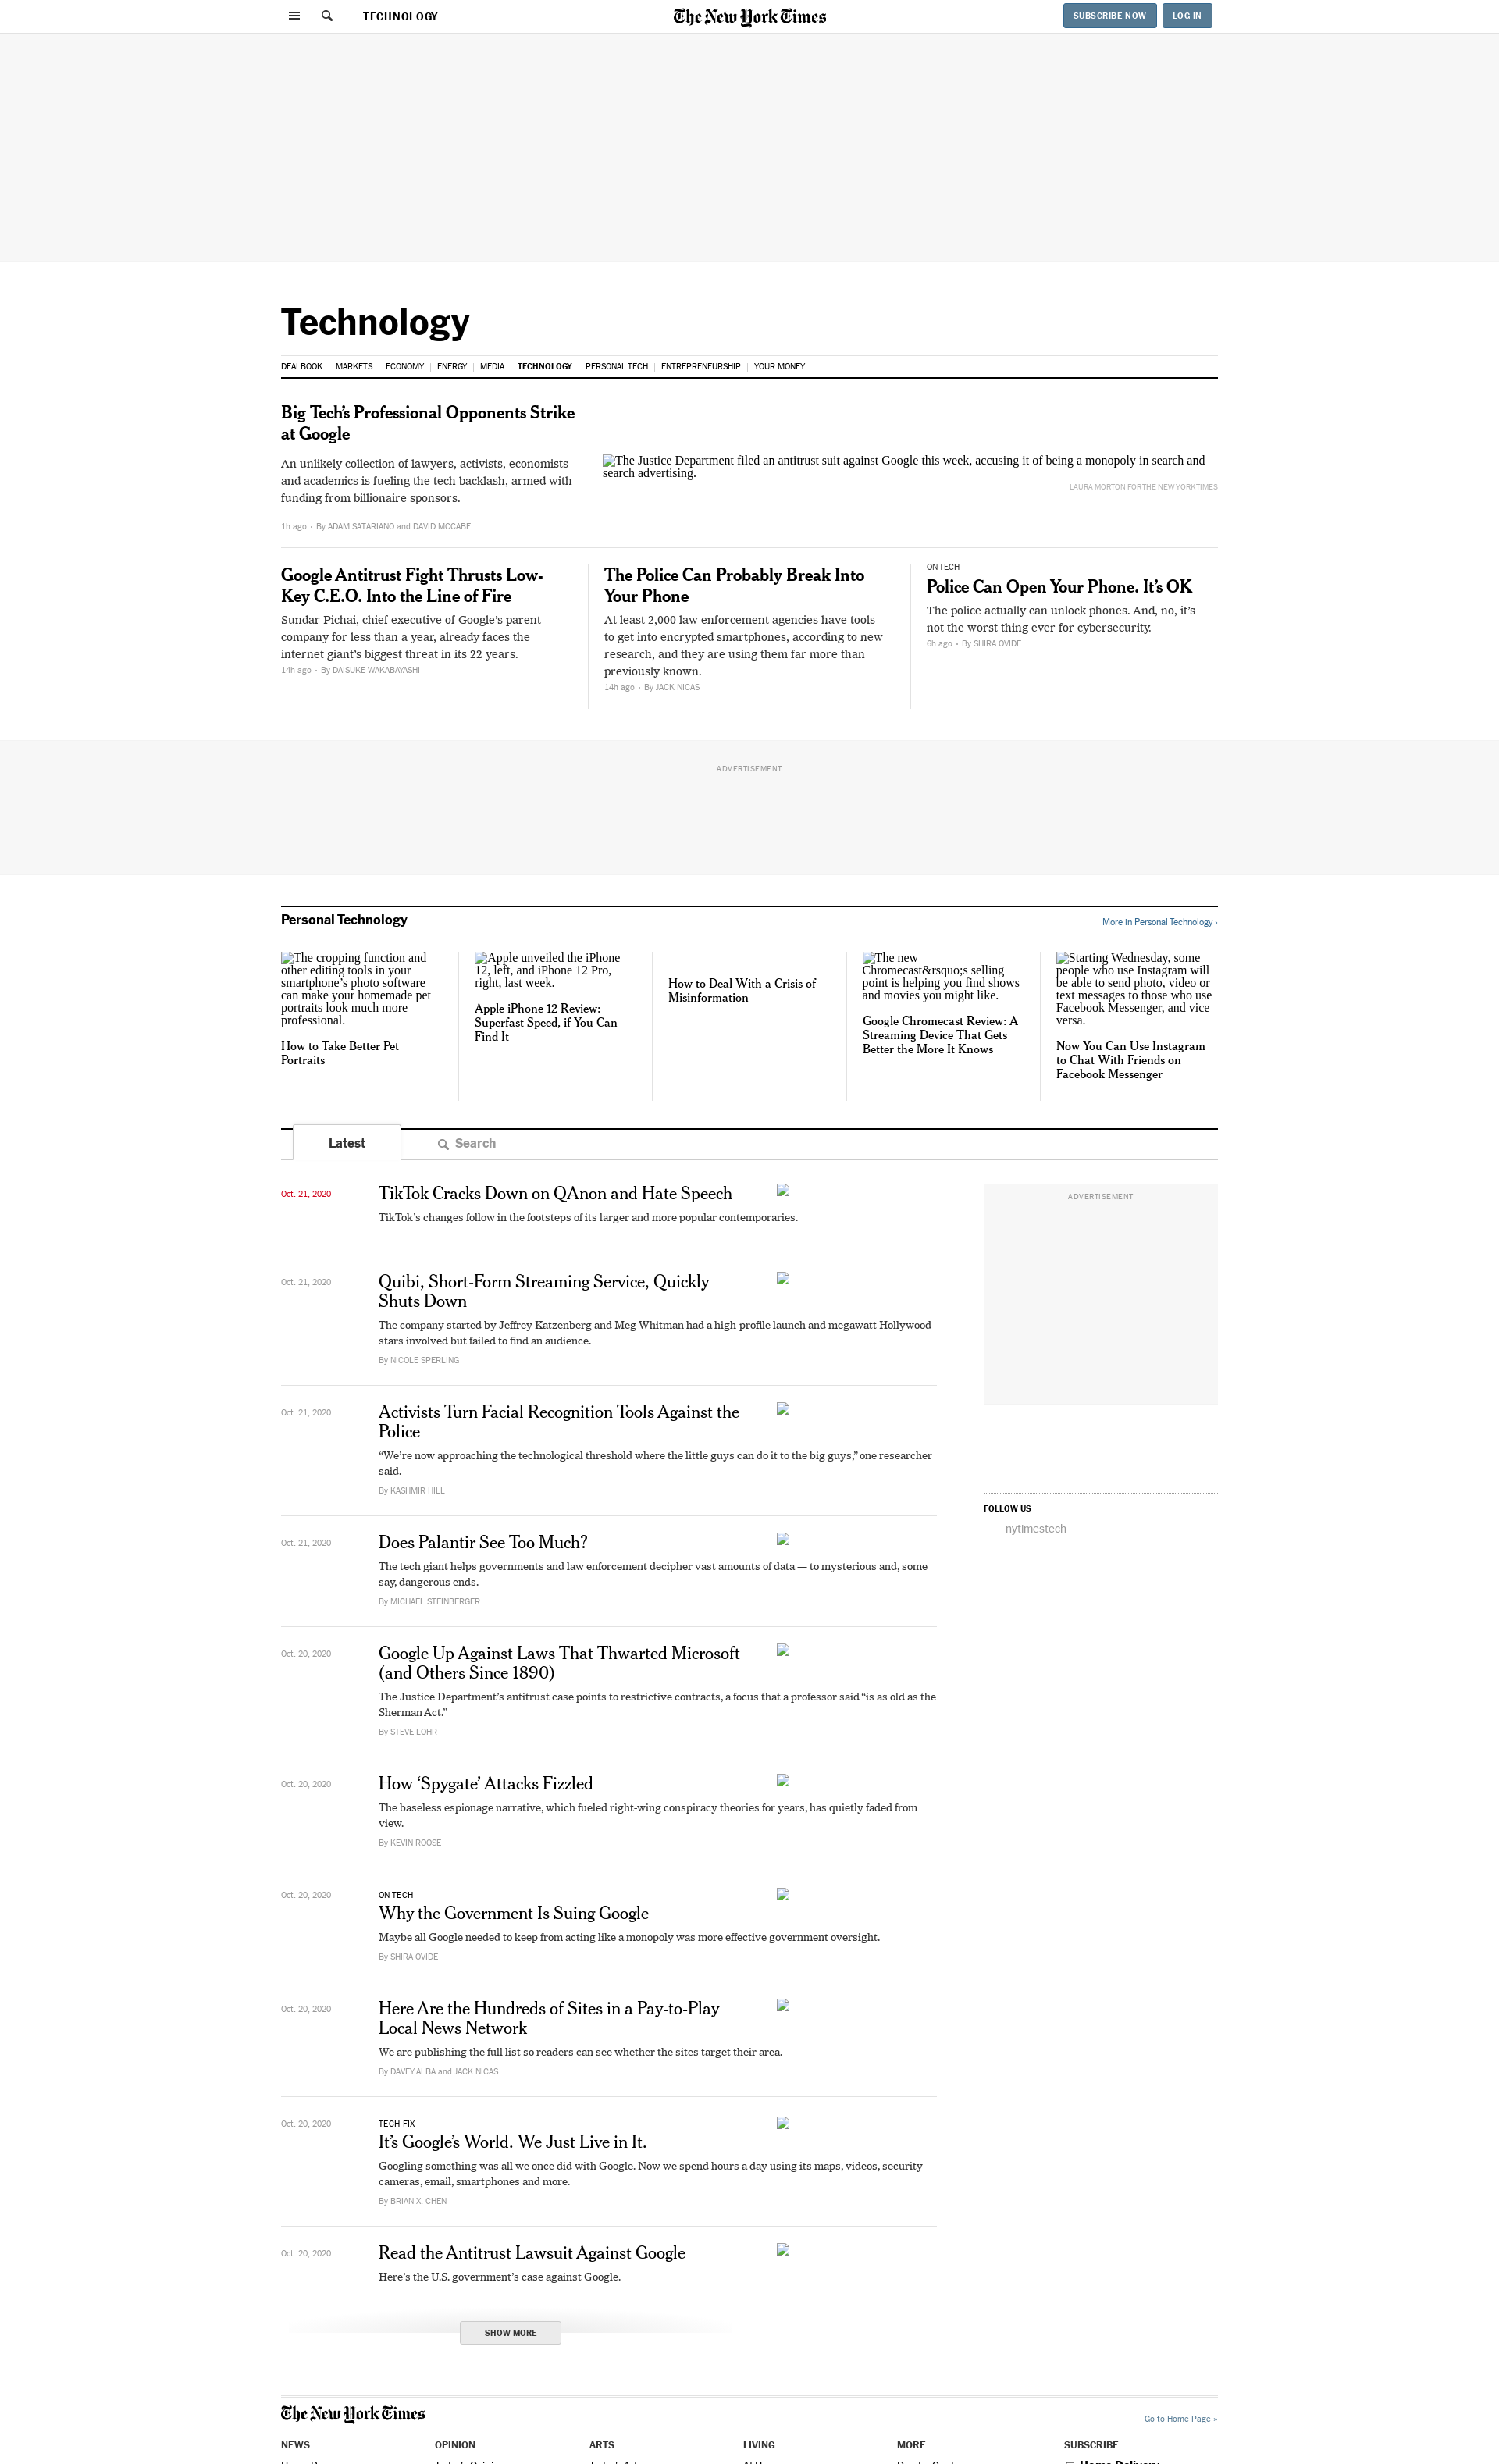 TECHNOLOGY
The New York Times
SUBSCRIBE NOW
LOG IN
Technology
DEALBOOK
MARKETS
ECONOMY
ENERGY
MEDIA
TECHNOLOGY
PERSONAL TECH
ENTREPRENEURSHIP
YOUR MONEY
Big Tech’s Professional Opponents Strike
at Google
An unlikely collection of lawyers, activists, economists
and academics is fueling the tech backlash, armed with
funding from billionaire sponsors.
1h ago • By ADAM SATARIANO and DAVID MCCABE
The Justice Department filed an antitrust suit against Google this week, accusing it of being a monopoly in search and
search advertising.
LAURA MORTON FOR THE NEW YORK TIMES
Google Antitrust Fight Thrusts Low-
Key C.E.O. Into the Line of Fire
Sundar Pichai, chief executive of Google’s parent
company for less than a year, already faces the
internet giant’s biggest threat in its 22 years.
14h ago • By DAISUKE WAKABAYASHI
The Police Can Probably Break Into
Your Phone
At least 2,000 law enforcement agencies have tools
to get into encrypted smartphones, according to new
research, and they are using them far more than
previously known.
14h ago • By JACK NICAS
ON TECH
Police Can Open Your Phone. It’s OK
The police actually can unlock phones. And, no, it’s
not the worst thing ever for cybersecurity.
6h ago • By SHIRA OVIDE
ADVERTISEMENT
Personal Technology
More in Personal Technology ›
The cropping function and
other editing tools in your
smartphone’s photo software
can make your homemade pet
portraits look much more
professional.
How to Take Better Pet
Portraits
Apple unveiled the iPhone
12, left, and iPhone 12 Pro,
right, last week.
Apple iPhone 12 Review:
Superfast Speed, if You Can
Find It
How to Deal With a Crisis of
Misinformation
The new
Chromecast&rsquo;s selling
point is helping you find shows
and movies you might like.
Google Chromecast Review: A
Streaming Device That Gets
Better the More It Knows
Starting Wednesday, some
people who use Instagram will
be able to send photo, video or
text messages to those who use
Facebook Messenger, and vice
versa.
Now You Can Use Instagram
to Chat With Friends on
Facebook Messenger
Latest
Search
Oct. 21, 2020
TikTok Cracks Down on QAnon and Hate Speech
TikTok’s changes follow in the footsteps of its larger and more popular contemporaries.
ADVERTISEMENT
Oct. 21, 2020
Quibi, Short-Form Streaming Service, Quickly
Shuts Down
The company started by Jeffrey Katzenberg and Meg Whitman had a high-profile launch and megawatt Hollywood
stars involved but failed to find an audience.
By NICOLE SPERLING
Oct. 21, 2020
Activists Turn Facial Recognition Tools Against the
Police
“We’re now approaching the technological threshold where the little guys can do it to the big guys,” one researcher
said.
By KASHMIR HILL
FOLLOW US
nytimestech
Oct. 21, 2020
Does Palantir See Too Much?
The tech giant helps governments and law enforcement decipher vast amounts of data — to mysterious and, some
say, dangerous ends.
By MICHAEL STEINBERGER
Oct. 20, 2020
Google Up Against Laws That Thwarted Microsoft
(and Others Since 1890)
The Justice Department’s antitrust case points to restrictive contracts, a focus that a professor said “is as old as the
Sherman Act.”
By STEVE LOHR
Oct. 20, 2020
How ‘Spygate’ Attacks Fizzled
The baseless espionage narrative, which fueled right-wing conspiracy theories for years, has quietly faded from
view.
By KEVIN ROOSE
Oct. 20, 2020
ON TECH
Why the Government Is Suing Google
Maybe all Google needed to keep from acting like a monopoly was more effective government oversight.
By SHIRA OVIDE
Oct. 20, 2020
Here Are the Hundreds of Sites in a Pay-to-Play
Local News Network
We are publishing the full list so readers can see whether the sites target their area.
By DAVEY ALBA and JACK NICAS
Oct. 20, 2020
TECH FIX
It’s Google’s World. We Just Live in It.
Googling something was all we once did with Google. Now we spend hours a day using its maps, videos, security
cameras, email, smartphones and more.
By BRIAN X. CHEN
Oct. 20, 2020
Read the Antitrust Lawsuit Against Google
Here’s the U.S. government’s case against Google.
SHOW MORE
The New York Times
Go to Home Page »
NEWS
OPINION
ARTS
LIVING
MORE
SUBSCRIBE